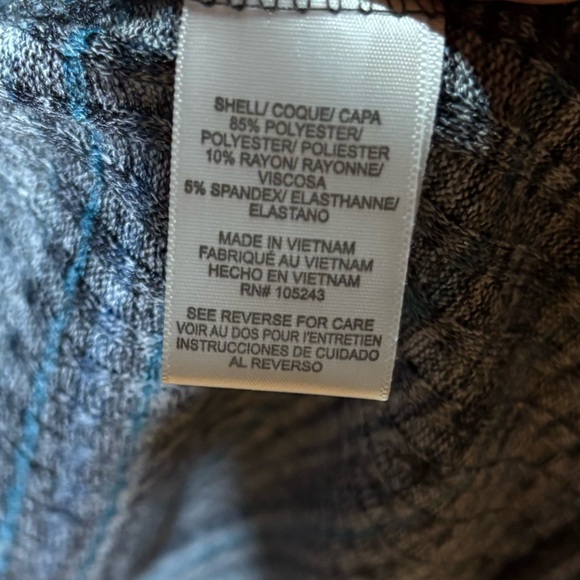 SHELL/ COQUE/ CAPA
85% POLYESTER/
POLYESTER/ POLIESTER
10% RAYON/ RAYONNE/
VISCOSA
5% SPANDEX/ ELASTHANNE/
ELASTANO
MADE IN VIETNAM
FABRIQUÉ AU VIETNAM
HECHO EN VIETNAM
RN# 105243
SEE REVERSE FOR CARE
VOIR AU DOS POUR l'ENTRETIEN
INSTRUCCIONES DE CUIDADO
AL REVERSO